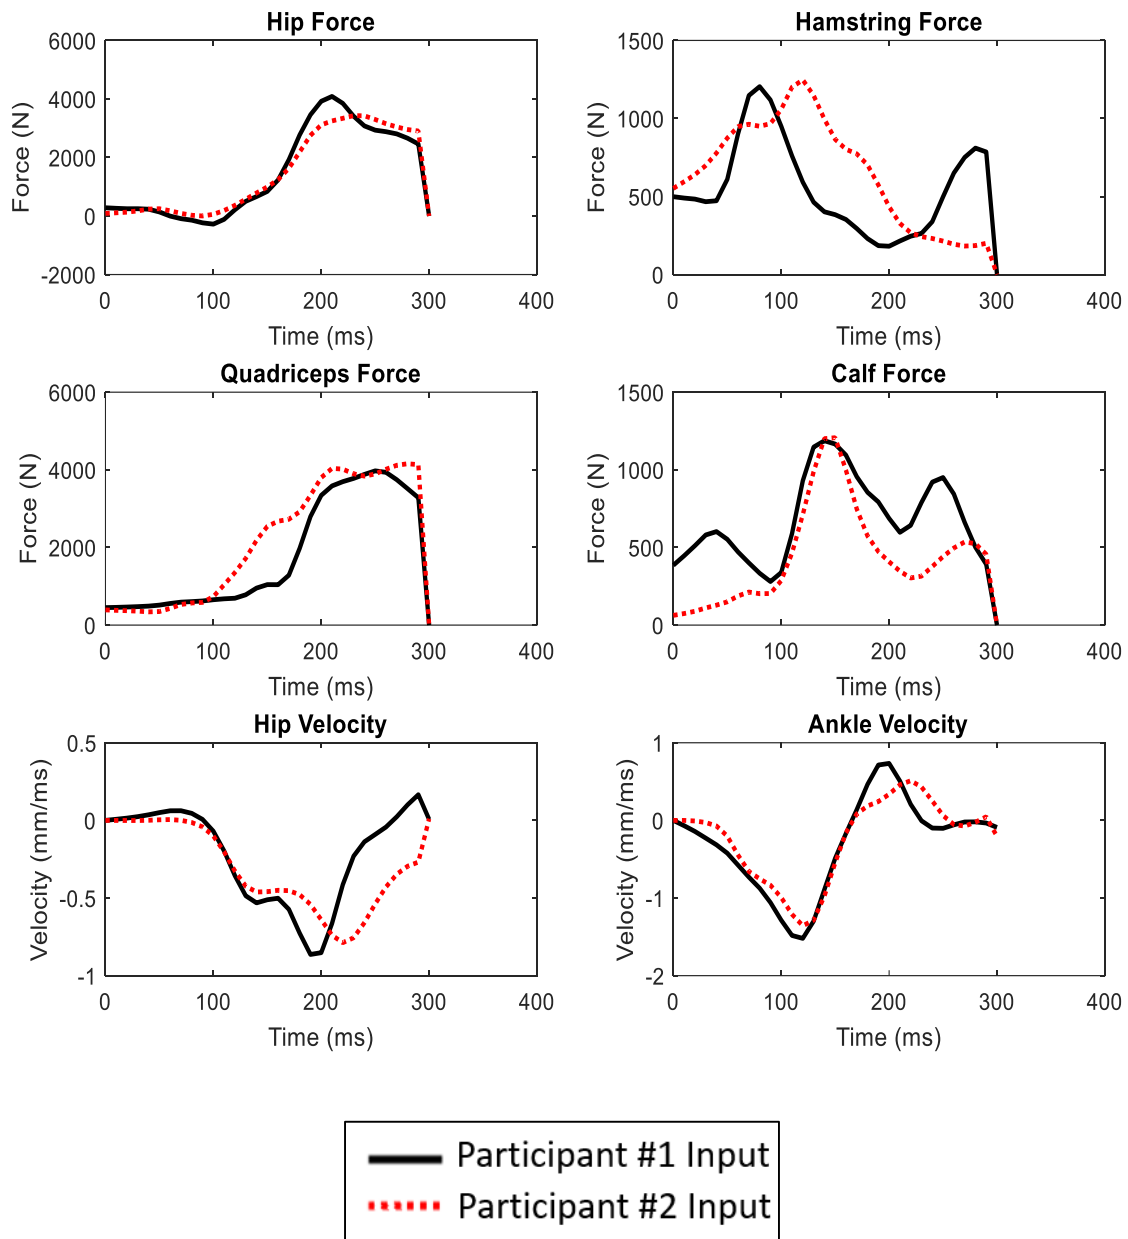 Hip Force
Force (N)
6000
4000
2000
0
-2000
0 100 200 300 400
Time (ms)
Hamstring Force
Force (N)
1500
1000
500
0
0 100 200 300 400
Time (ms)
Quadriceps Force
Force (N)
6000
4000
2000
0
0 100 200 300 400
Time (ms)
Calf Force
Force (N)
1500
1000
500
0
0 100 200 300 400
Time (ms)
Hip Velocity
Velocity (mm/ms)
0.5
0
-0.5
-1
0 100 200 300 400
Time (ms)
Ankle Velocity
Velocity (mm/ms)
1
0
-1
-2
0 100 200 300 400
Time (ms)
Participant #1 Input
Participant #2 Input